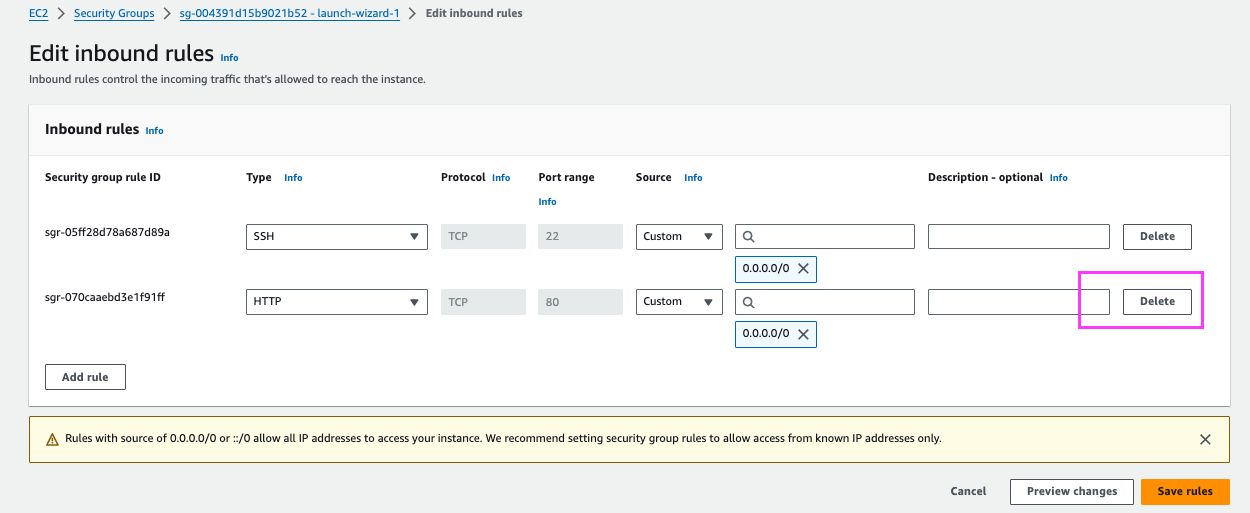 EC2 > Security Groups > sg-004391d15b9021b52 - launch-wizard-1 > Edit inbound rules
Edit inbound rules Info
Inbound rules control the incoming traffic that's allowed to reach the instance.
Inbound rules Info
Security group rule ID Type Info Protocol Info Port range Source Info Description - optional Info
Info
sgr-05ff28d78a687d89a SSH TCP 22 Custom Delete
0.0.0.0/0
sgr-070caaebd3e1f91ff HTTP TCP 80 Custom Delete
0.0.0.0/0
Add rule
Rules with source of 0.0.0.0/0 or ::/0 allow all IP addresses to access your instance. We recommend setting security group rules to allow access from known IP addresses only.
Cancel Preview changes Save rules